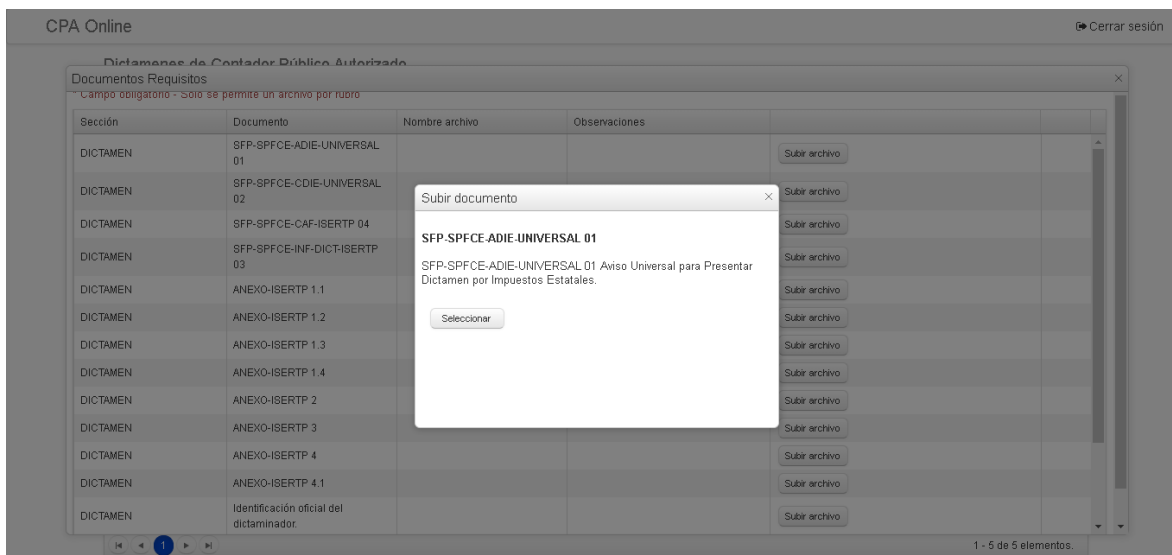 CPA Online
Cerrar sesión
Dictamenes de Contador Público Autorizado
Documentos Requisitos
* Campo obligatorio - Solo se permite un archivo por rubro
Sección Documento Nombre archivo Observaciones
DICTAMEN SFP-SPFCE-ADIE-UNIVERSAL 01 Subir archivo
DICTAMEN SFP-SPFCE-CDIE-UNIVERSAL 02 Subir archivo
DICTAMEN SFP-SPFCE-CAF-ISERTP 04 Subir archivo
DICTAMEN SFP-SPFCE-INF-DICT-ISERTP 03 Subir archivo
DICTAMEN ANEXO-ISERTP 1.1 Subir archivo
DICTAMEN ANEXO-ISERTP 1.2 Subir archivo
DICTAMEN ANEXO-ISERTP 1.3 Subir archivo
DICTAMEN ANEXO-ISERTP 1.4 Subir archivo
DICTAMEN ANEXO-ISERTP 2 Subir archivo
DICTAMEN ANEXO-ISERTP 3 Subir archivo
DICTAMEN ANEXO-ISERTP 4 Subir archivo
DICTAMEN ANEXO-ISERTP 4.1 Subir archivo
DICTAMEN Identificación oficial del dictaminador. Subir archivo
Subir documento
SFP-SPFCE-ADIE-UNIVERSAL 01
SFP-SPFCE-ADIE-UNIVERSAL 01 Aviso Universal para Presentar
Dictamen por Impuestos Estatales.
Seleccionar
1
1 - 5 de 5 elementos.